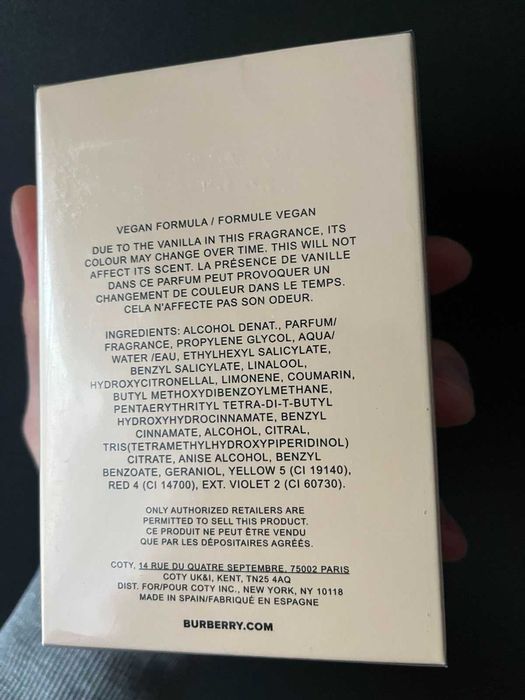 VEGAN FORMULA / FORMULE VEGAN
DUE TO THE VANILLA IN THIS FRAGRANCE, ITS
COLOUR MAY CHANGE OVER TIME. THIS WILL NOT
AFFECT ITS SCENT. LA PRÉSENCE DE VANILLE
DANS CE PARFUM PEUT PROVOQUER UN
CHANGEMENT DE COULEUR DANS LE TEMPS.
CELA N'AFFECTE PAS SON ODEUR.
INGREDIENTS: ALCOHOL DENAT., PARFUM/
FRAGRANCE, PROPYLENE GLYCOL, AQUA/
WATER /EAU, ETHYLHEXYL SALICYLATE,
BENZYL SALICYLATE, LINALOOL,
HYDROXYCITRONELLAL, LIMONENE, COUMARIN,
BUTYL METHOXYDIBENZOYLMETHANE,
PENTAERYTHRITYL TETRA-DI-T-BUTYL
HYDROXYHYDROCINNAMATE, BENZYL
CINNAMATE, ALCOHOL, CITRAL,
TRIS(TETRAMETHYLHYDROXYPIPERIDINOL)
CITRATE, ANISE ALCOHOL, BENZYL
BENZOATE, GERANIOL, YELLOW 5 (CI 19140),
RED 4 (CI 14700), EXT. VIOLET 2 (CI 60730).
ONLY AUTHORIZED RETAILERS ARE
PERMITTED TO SELL THIS PRODUCT.
CE PRODUIT NE PEUT ÊTRE VENDU
QUE PAR LES DÉPOSITAIRES AGRÉÉS.
COTY, 14 RUE DU QUATRE SEPTEMBRE, 75002 PARIS
COTY UK&I, KENT, TN25 4AQ
DIST. FOR/POUR COTY INC., NEW YORK, NY 10118
MADE IN SPAIN/FABRIQUÉ EN ESPAGNE
BURBERRY.COM